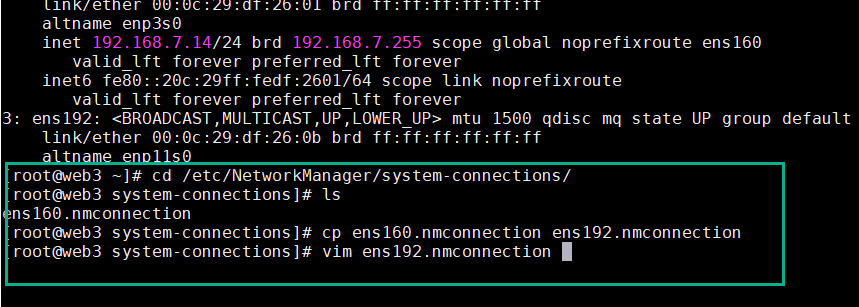 link/ether 00:0c:29:df:26:01 brd ff:ff:ff:ff:ff:ff
altname enp3s0
inet 192.168.7.14/24 brd 192.168.7.255 scope global noprefixroute ens160
valid_lft forever preferred_lft forever
inet6 fe80::20c:29ff:fedf:2601/64 scope link noprefixroute
valid_lft forever preferred_lft forever
3: ens192: <BROADCAST,MULTICAST,UP,LOWER_UP> mtu 1500 qdisc mq state UP group default
link/ether 00:0c:29:df:26:0b brd ff:ff:ff:ff:ff:ff
altname enp11s0
[root@web3 ~]# cd /etc/NetworkManager/system-connections/
[root@web3 system-connections]# ls
ens160.nmconnection
[root@web3 system-connections]# cp ens160.nmconnection ens192.nmconnection
[root@web3 system-connections]# vim ens192.nmconnection